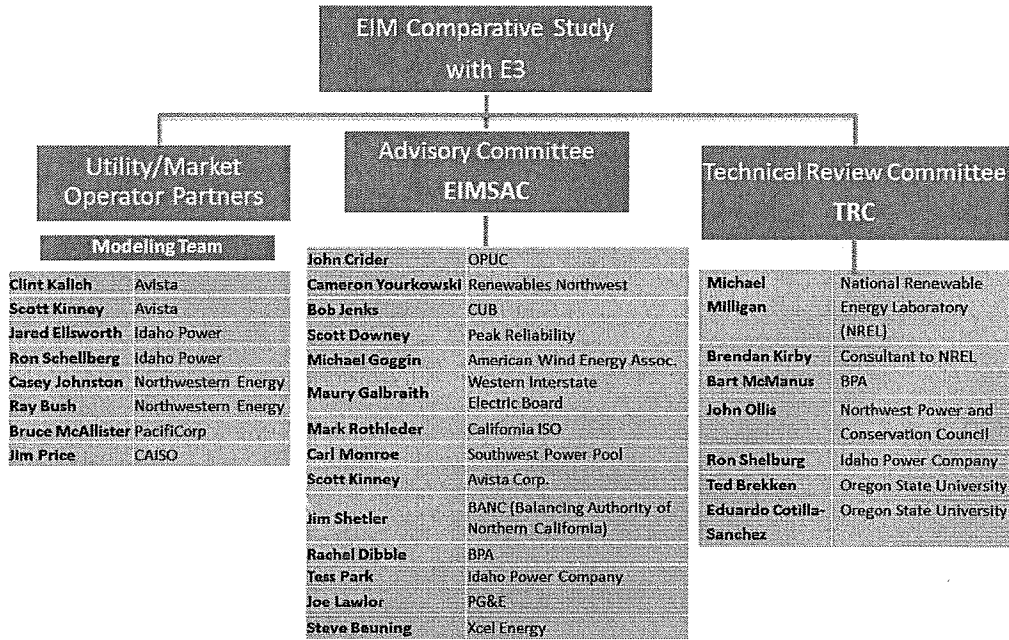 EIM Comparative Study
with E3
Utility/Market
Operator Partners
Modeling Team
Clint Kalich Avista
Scott Kinney Avista
Jared Ellsworth Idaho Power
Ron Schellberg Idaho Power
Casey Johnston Northwestern Energy
Ray Bush Northwestern Energy
Bruce McAllister PacifiCorp
Jim Price CAISO
Advisory Committee
EIMSAC
John Crider OPUC
Cameron Yourkowski Renewables Northwest
Bob Jenks CUB
Scott Downey Peak Reliability
Michael Goggin American Wind Energy Assoc.
Maury Galbraith Western Interstate
Electric Board
Mark Rothleder California ISO
Carl Monroe Southwest Power Pool
Scott Kinney Avista Corp.
Jim Shetler BANC (Balancing Authority of
Northern California)
Rachel Dibble BPA
Tess Park Idaho Power Company
Joe Lawlor PG&E
Steve Beuning Xcel Energy
Technical Review Committee
TRC
Michael National Renewable
Milligan Energy Laboratory
(NREL)
Brendan Kirby Consultant to NREL
Bart McManus BPA
John Ollis Northwest Power and
Conservation Council
Ron Shelburg Idaho Power Company
Ted Brekken Oregon State University
Eduardo Cotilla- Oregon State University
Sanchez